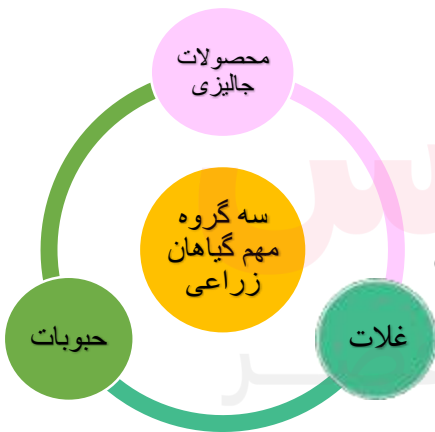 محصولات
جالیزی
سه گروه
مهم گیاهان
زراعی
غلات
حبوبات